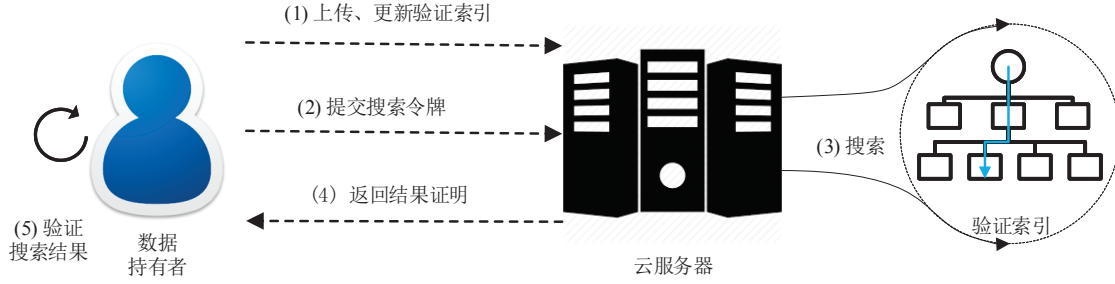 (1) 上传、更新验证索引
(2) 提交搜索令牌
(3) 搜索
(4) 返回结果证明
(5) 验证
搜索结果
数据
持有者
云服务器
验证索引